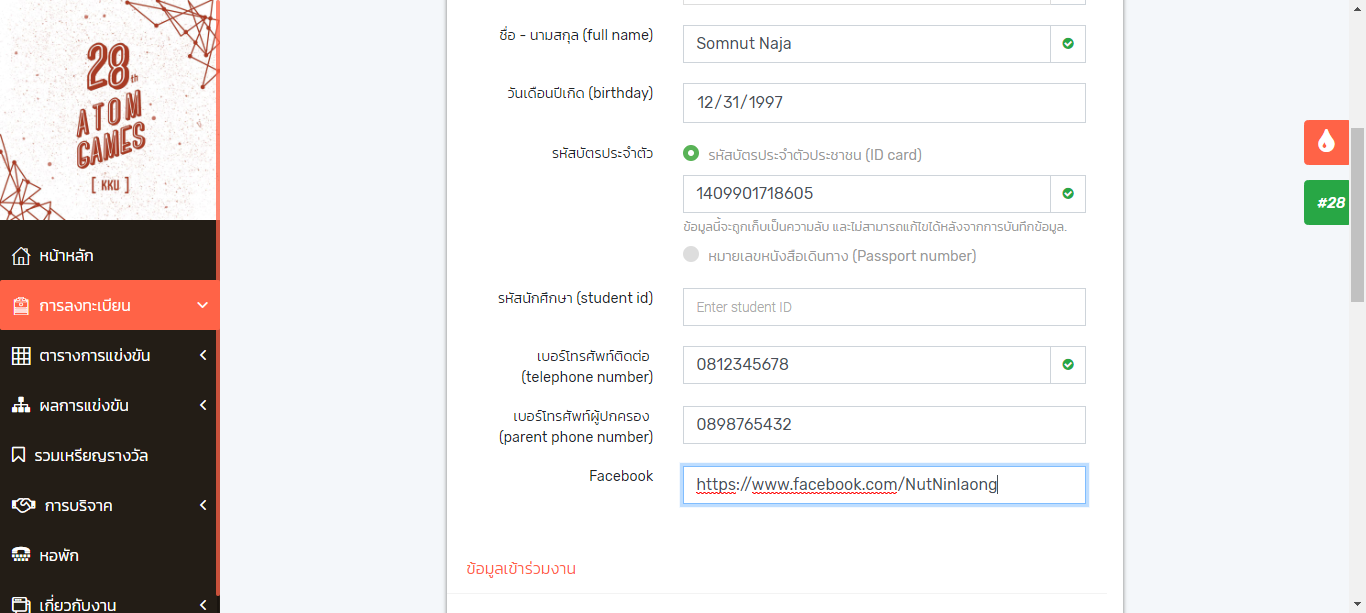 28th
ATOM
GAMES
[ KKU ]
หน้าหลัก
การลงทะเบียน
ตารางการแข่งขัน
ผลการแข่งขัน
รวมเหรียญรางวัล
การบริจาค
หอพัก
เกี่ยวกับงาน
ชื่อ - นามสกุล (full name)
Somnut Naja
วันเดือนปีเกิด (birthday)
12/31/1997
รหัสบัตรประจำตัว
รหัสบัตรประจำตัวประชาชน (ID card)
1409901718605
ข้อมูลนี้จะถูกเก็บเป็นความลับ และไม่สามารถแก้ไขได้หลังจากการบันทึกข้อมูล.
หมายเลขหนังสือเดินทาง (Passport number)
รหัสนักศึกษา (student id)
Enter student ID
เบอร์โทรศัพท์ติดต่อ
(telephone number)
0812345678
เบอร์โทรศัพท์ผู้ปกครอง
(parent phone number)
0898765432
Facebook
https://www.facebook.com/NutNinlaong
ข้อมูลเข้าร่วมงาน
#28